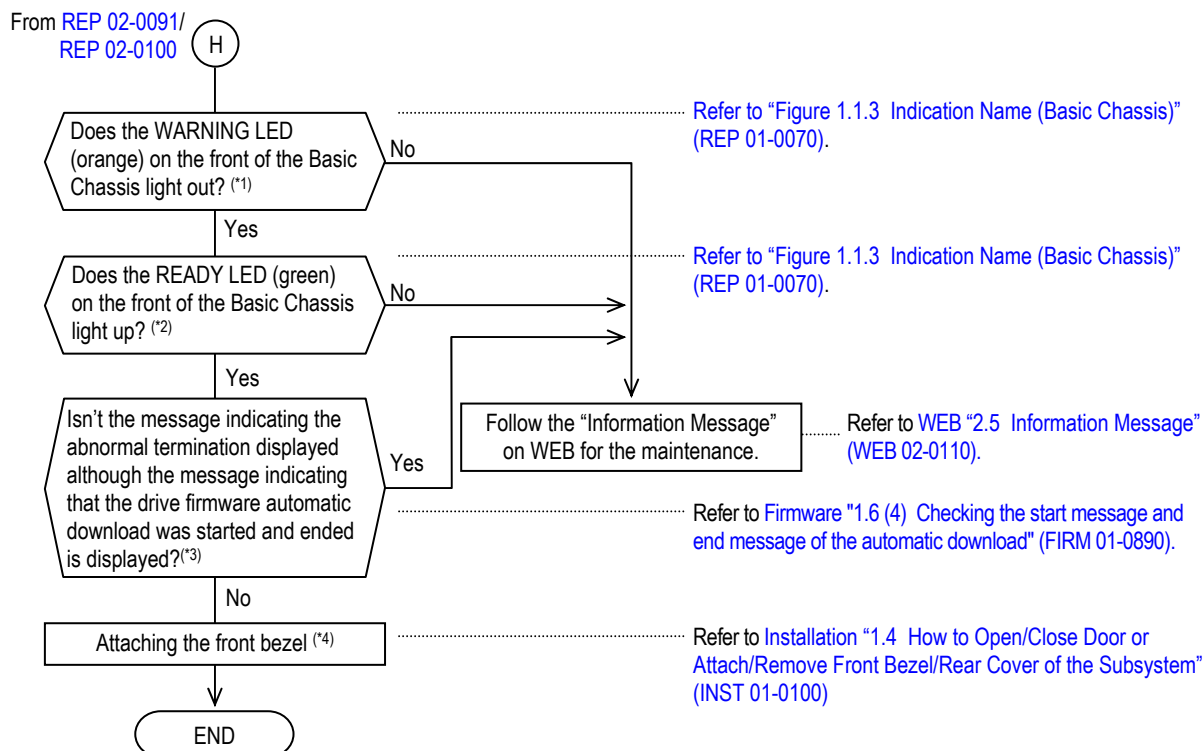 From REP 02-0091/
REP 02-0100
H
Does the WARNING LED
(orange) on the front of the Basic
Chassis light out? (*1)
No
Refer to “Figure 1.1.3 Indication Name (Basic Chassis)”
(REP 01-0070).
Yes
Does the READY LED (green)
on the front of the Basic Chassis
light up? (*2)
No
Refer to “Figure 1.1.3 Indication Name (Basic Chassis)”
(REP 01-0070).
Yes
Isn’t the message indicating the
abnormal termination displayed
although the message indicating
that the drive firmware automatic
download was started and ended
is displayed?(*3)
Yes
Follow the “Information Message”
on WEB for the maintenance.
Refer to WEB “2.5 Information Message”
(WEB 02-0110).
Refer to Firmware "1.6 (4) Checking the start message and
end message of the automatic download" (FIRM 01-0890).
No
Attaching the front bezel (*4)
Refer to Installation “1.4 How to Open/Close Door or
Attach/Remove Front Bezel/Rear Cover of the Subsystem”
(INST 01-0100)
END